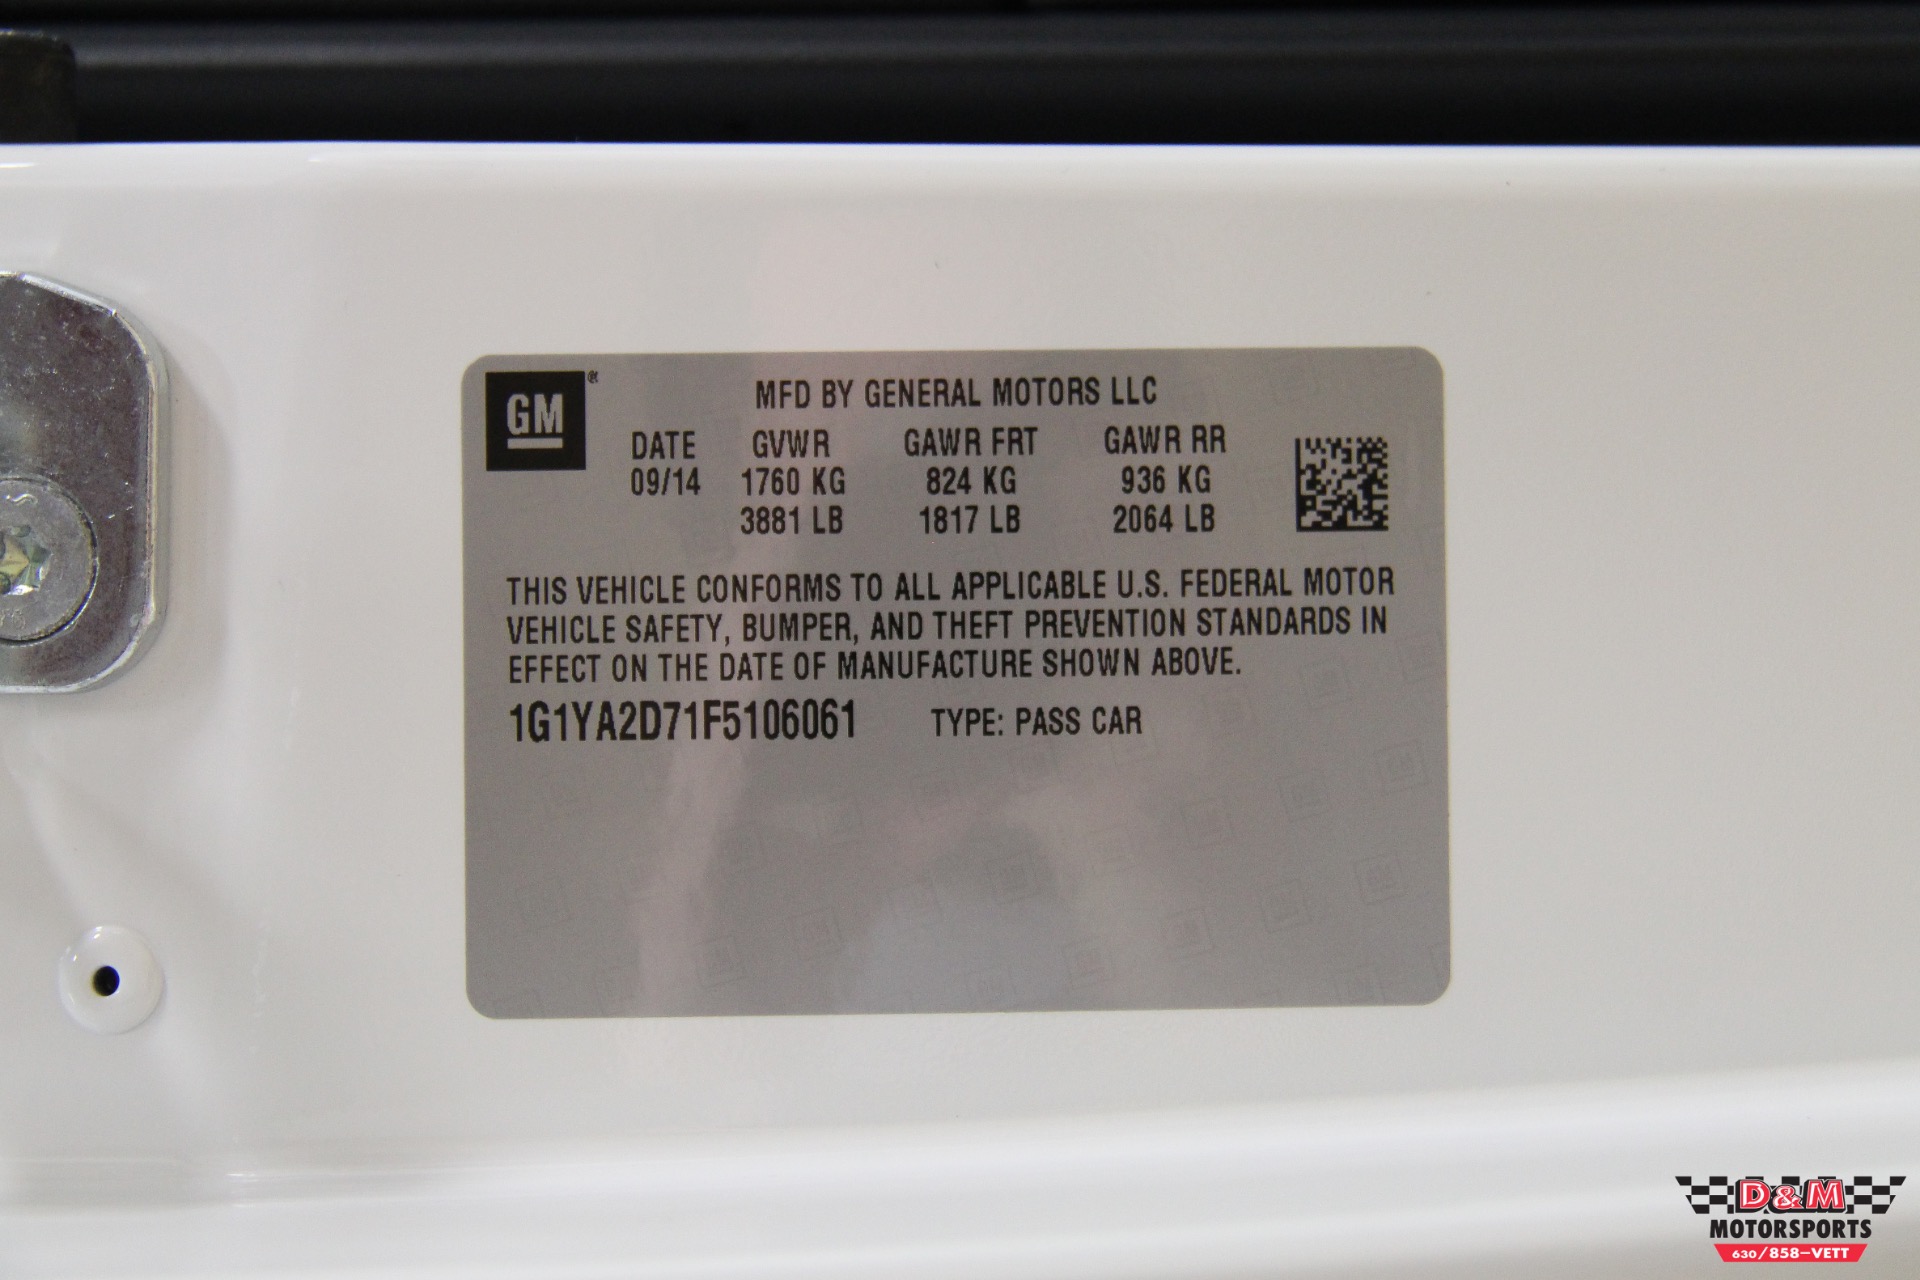 GM®
MFD BY GENERAL MOTORS LLC
DATE GVWR GAWR FRT GAWR RR
09/14 1760 KG 824 KG 936 KG
3881 LB 1817 LB 2064 LB
THIS VEHICLE CONFORMS TO ALL APPLICABLE U.S. FEDERAL MOTOR
VEHICLE SAFETY, BUMPER, AND THEFT PREVENTION STANDARDS IN
EFFECT ON THE DATE OF MANUFACTURE SHOWN ABOVE.
1G1YA2D71F5106061 TYPE: PASS CAR
D&M
MOTORSPORTS
630/858-VETT